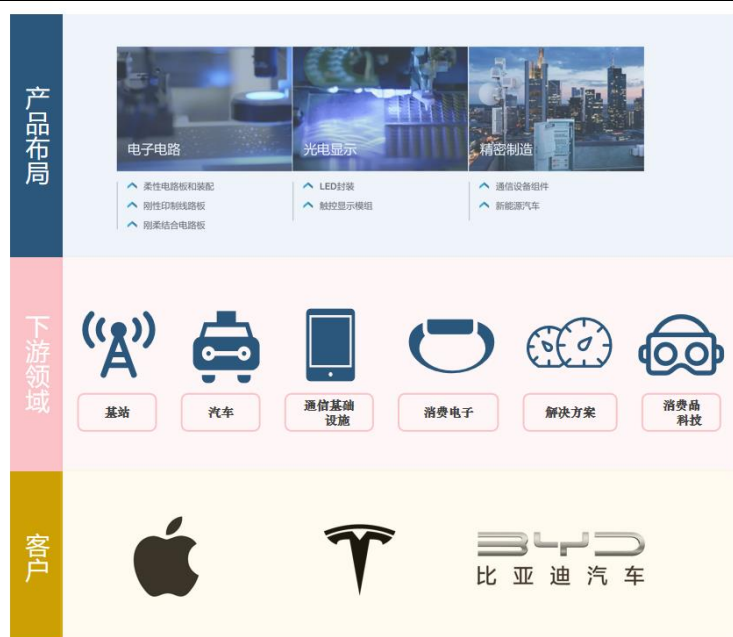 产品布局
电子电路
光电显示
精密制造
柔性电路板和装配
刚性印制线路板
刚柔结合电路板
LED封装
触控显示模组
通信设备组件
新能源汽车
下游领域
基站
汽车
通信基础
设施
消费电子
解决方案
消费品
科技
客户
BYD
比亚迪汽车